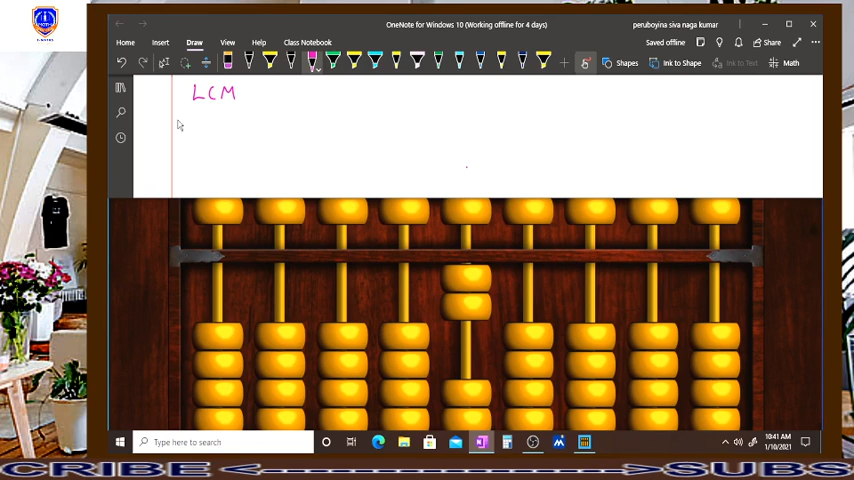 OneNote for Windows 10 (Working offline for 4 days)
peruboyina siva naga kumar
Home Insert Draw View Help Class Notebook
Saved offline
Share
Shapes
Ink to Shape
Ink to Text
Math
LCM
Type here to search
10:41 AM
1/10/2021
CRIBE SUBS